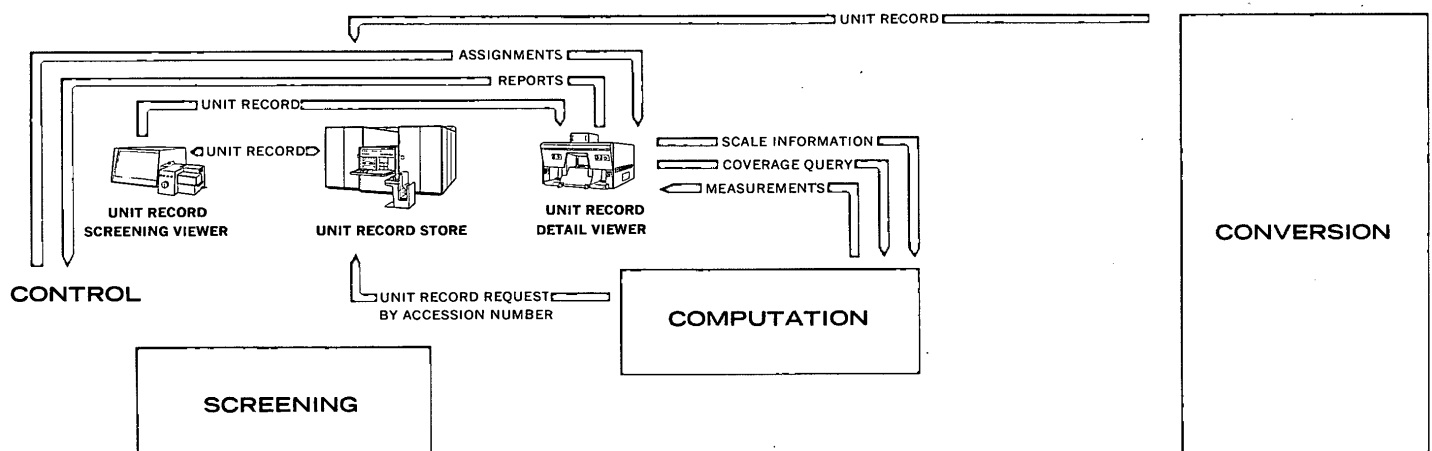 UNIT RECORD
ASSIGNMENTS
REPORTS
UNIT RECORD
UNIT RECORD
SCALE INFORMATION
COVERAGE QUERY
MEASUREMENTS
UNIT RECORD
SCREENING VIEWER
UNIT RECORD STORE
UNIT RECORD
DETAIL VIEWER
CONVERSION
CONTROL
UNIT RECORD REQUEST
BY ACCESSION NUMBER
COMPUTATION
SCREENING